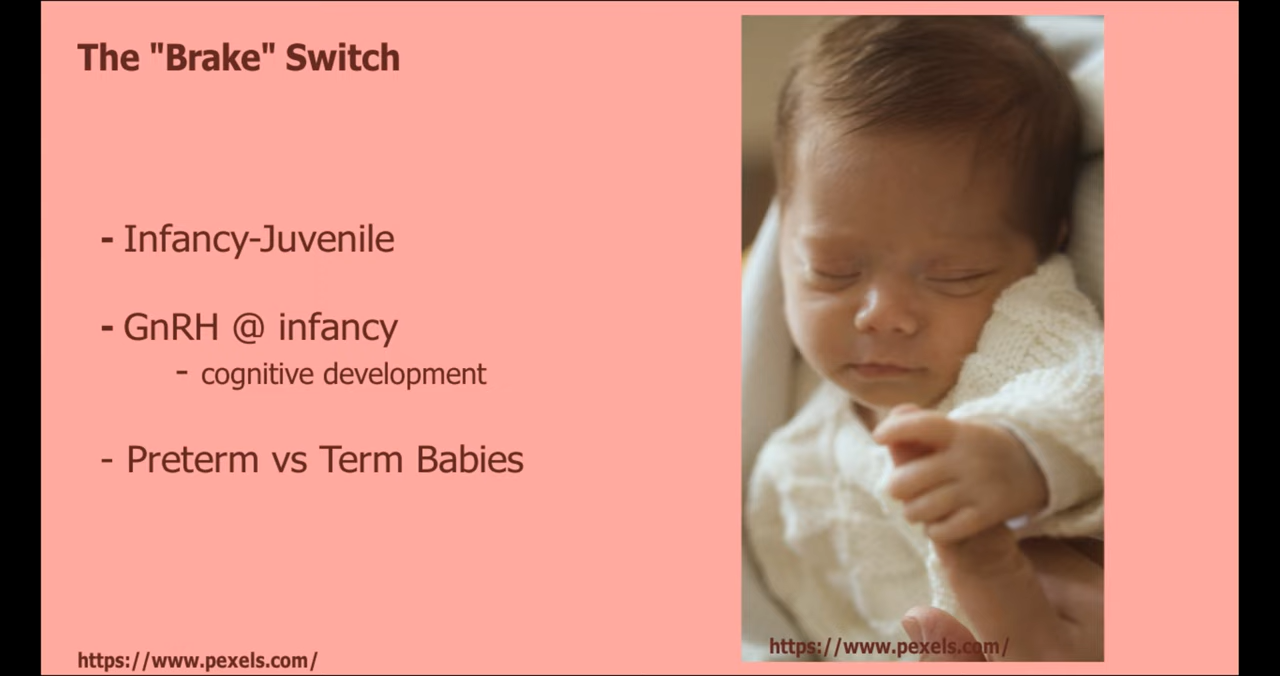 The "Brake" Switch
- Infancy-Juvenile
- GnRH @ infancy
- cognitive development
- Preterm vs Term Babies
https://www.pexels.com/
https://www.pexels.com/